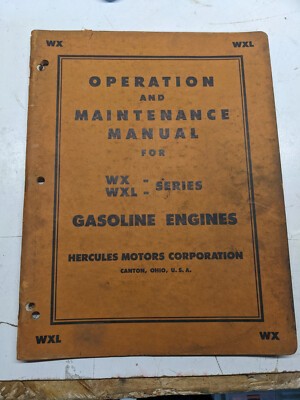 WX WXL
OPERATION
AND
MAINTENANCE
MANUAL
FOR
WX -
WXL - SERIES
GASOLINE ENGINES
HERCULES MOTORS CORPORATION
CANTON, OHIO, U. S. A.
WXL WX